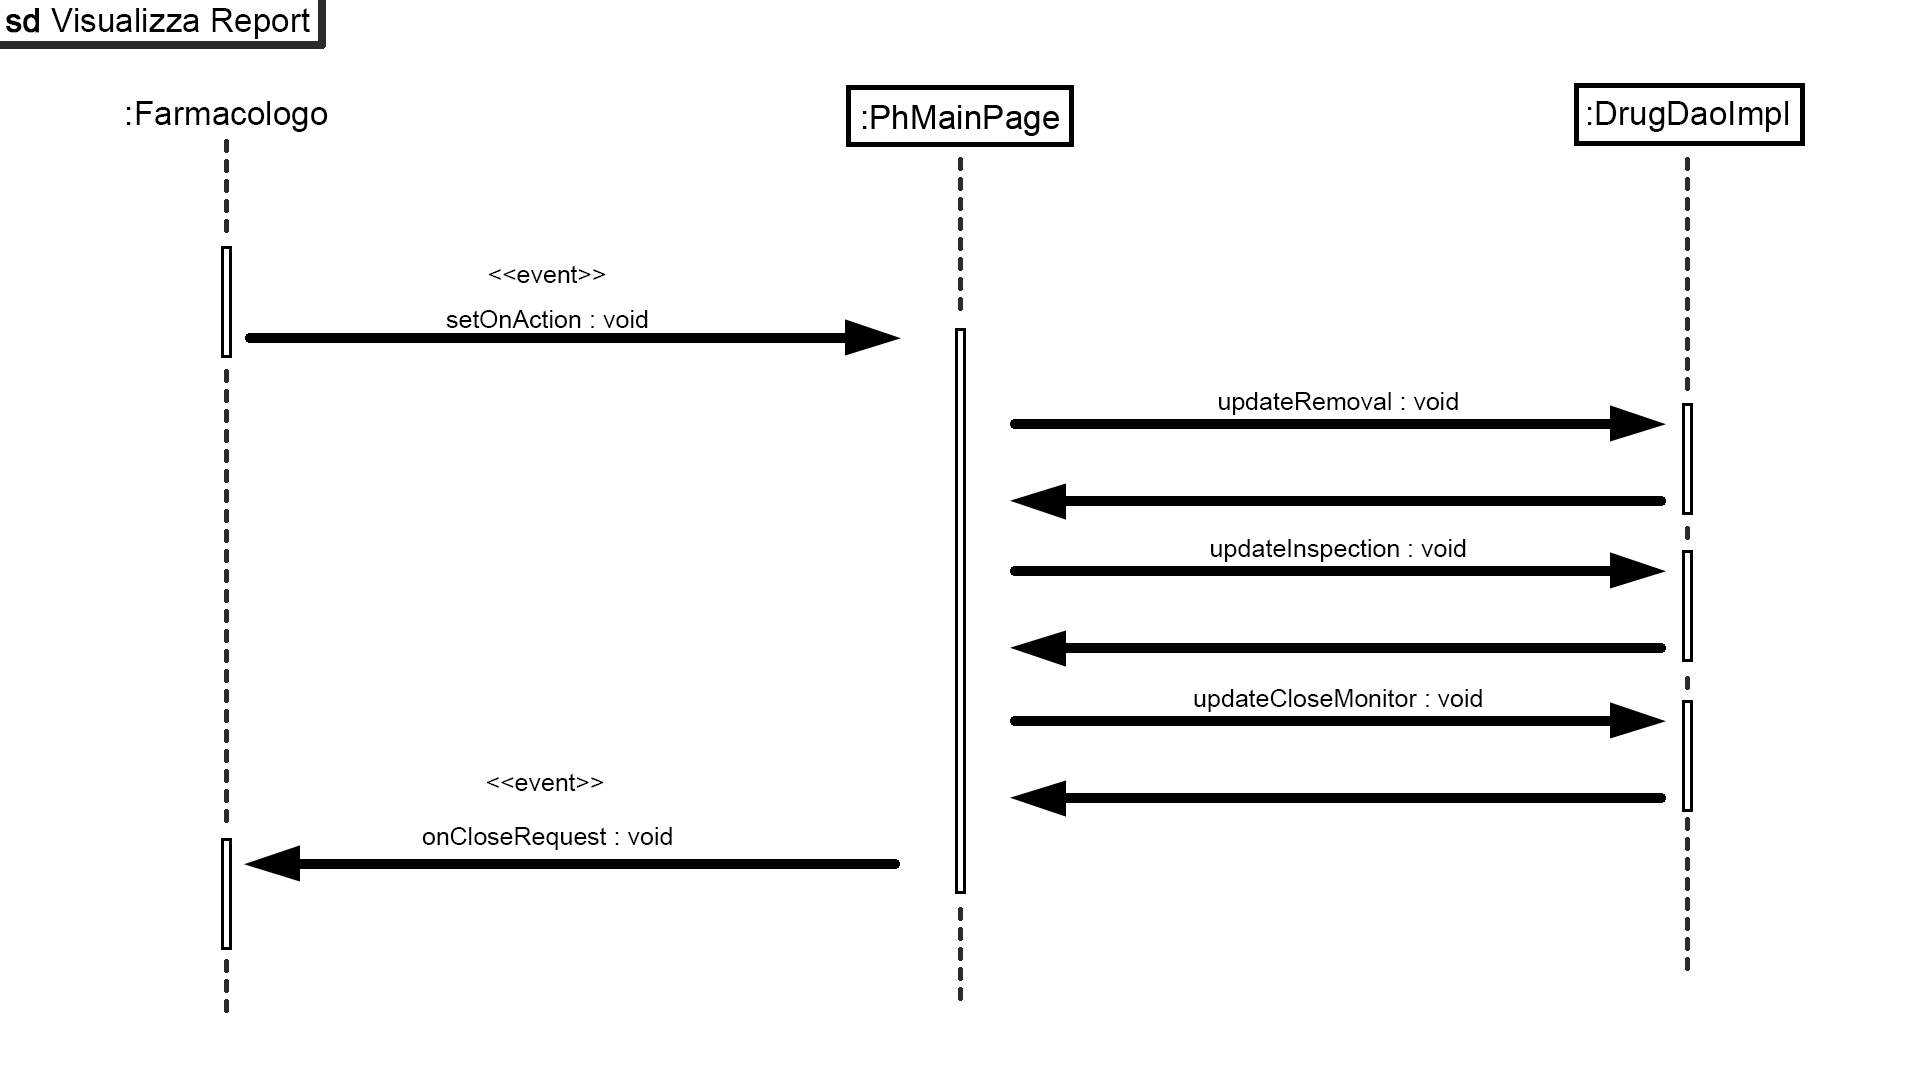 sd Visualizza Report
:Farmacologo
:PhMainPage
:DrugDaoImpl
<<event>>
setOnAction : void
updateRemoval : void
updateInspection : void
updateCloseMonitor : void
<<event>>
onCloseRequest : void